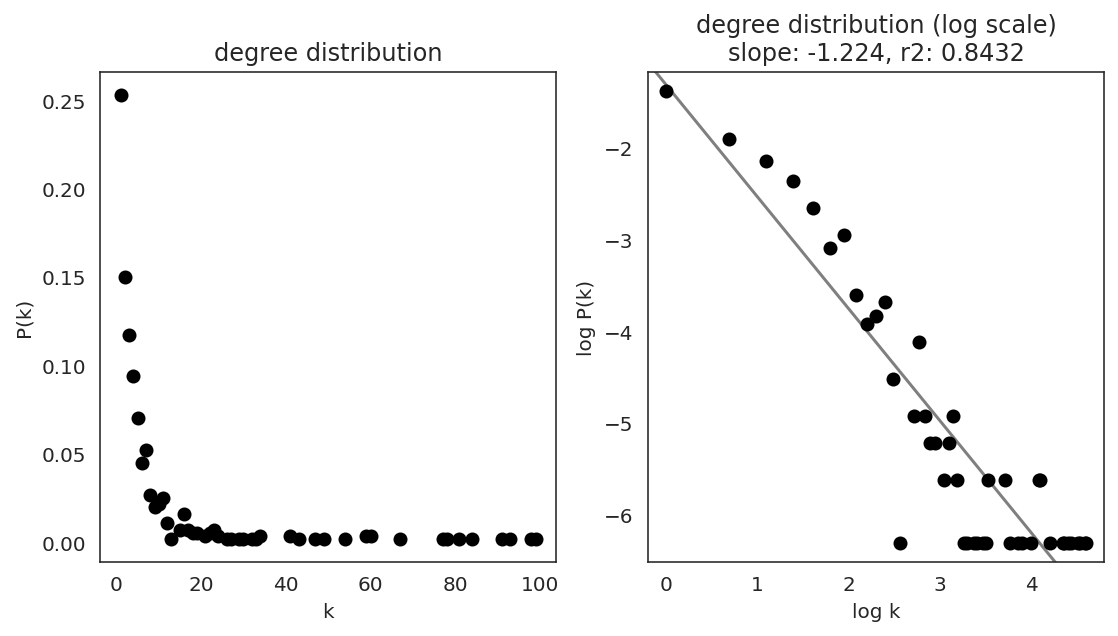 degree distribution
P(k)
0.25
0.20
0.15
0.10
0.05
0.00
0 20 40 60 80 100
k
degree distribution (log scale)
slope: -1.224, r2: 0.8432
log P(k)
−2
−3
−4
−5
−6
0 1 2 3 4
log k